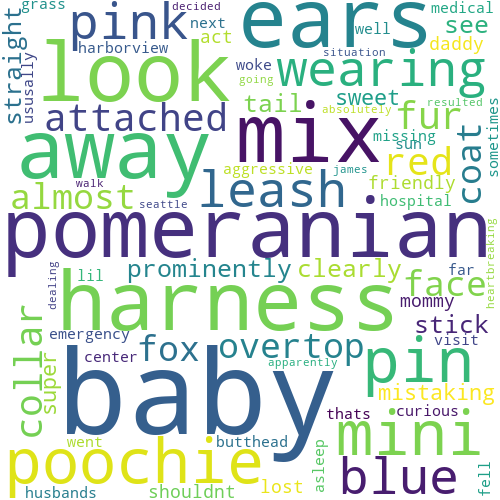 grass
decided
pink
ears
straight
ususally
harborview
next
act
well
medical
see
daddy
look
woke
situation
going
wearing
attached
tail
sweet
fur
resulted
absolutely
sometimes
away
mix
missing
sun
coat
aggressive
james
red
friendly
almost
leash
hospital
walk
seattle
pomeranian
heartbreaking
dealing
lil
prominently
clearly
far
face
harness
mommy
collar
emergency
fox
overtop
stick
visit
super
center
apparently
pin
mistaking
baby
thats
curious
mini
went
butthead
asleep
poochie
blue
fell
husbands
shouldnt
lost